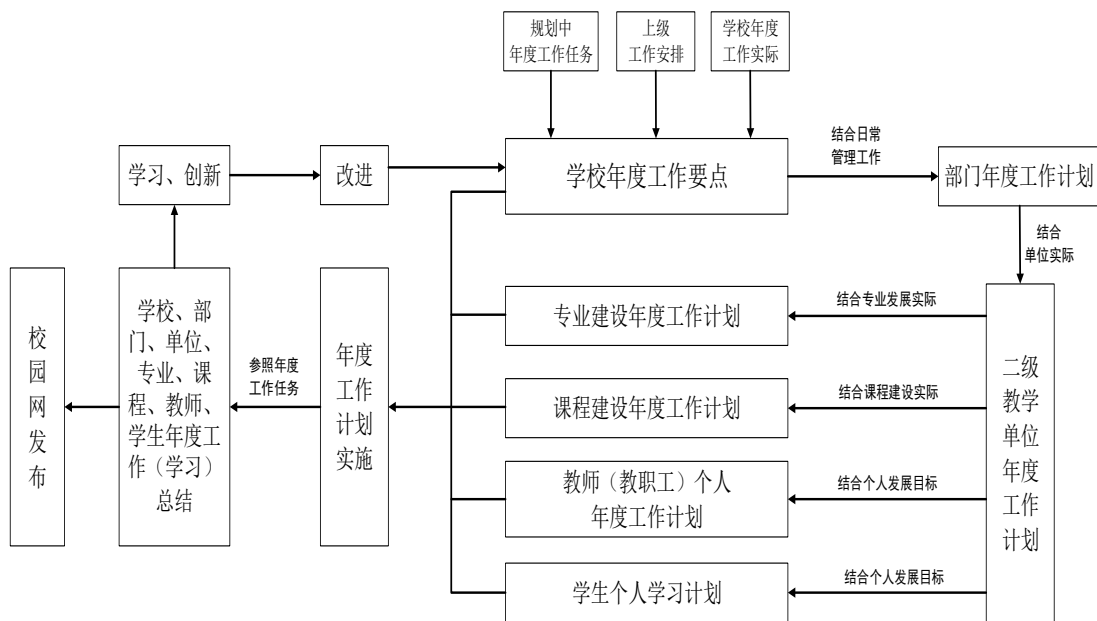 规划中
年度工作任务
上级
工作安排
学校年度
工作实际
学习、创新
改进
学校年度工作要点
结合日常
管理工作
部门年度工作计划
结合
单位实际
校
园
网
发
布
学校、部
门、单位、
专业、课
程、教师、
学生年度工
作（学习）
总结
参照年度
工作任务
年度
工作
计划
实施
专业建设年度工作计划
结合专业发展实际
课程建设年度工作计划
结合课程建设实际
教师（教职工）个人
年度工作计划
结合个人发展目标
学生个人学习计划
结合个人发展目标
二级
教学
单位
年度
工作
计划